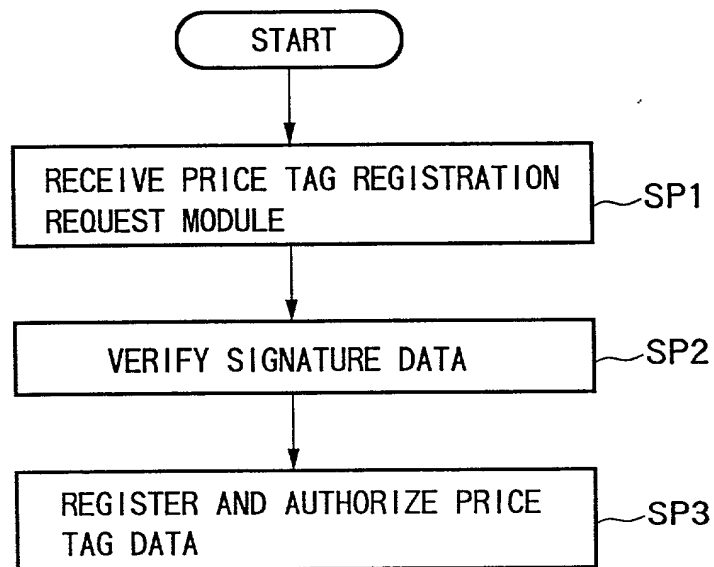 START
RECEIVE PRICE TAG REGISTRATION
REQUEST MODULE
SP1
VERIFY SIGNATURE DATA
SP2
REGISTER AND AUTHORIZE PRICE
TAG DATA
SP3